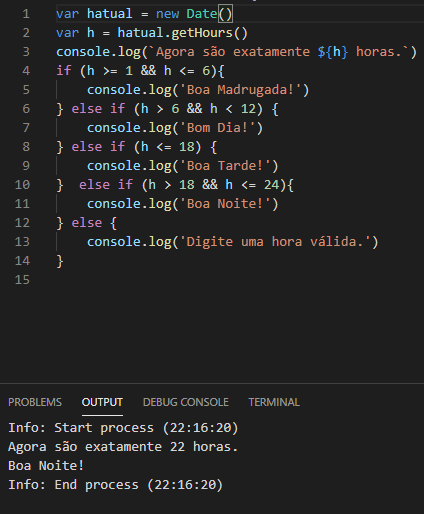 1 var hatual = new Date()
2 var h = hatual.getHours()
3 console.log(`Agora são exatamente ${h} horas.`)
4 if (h >= 1 && h <= 6){
5     console.log('Boa Madrugada!')
6 } else if (h > 6 && h < 12) {
7     console.log('Bom Dia!')
8 } else if (h <= 18) {
9     console.log('Boa Tarde!')
10 }  else if (h > 18 && h <= 24){
11     console.log('Boa Noite!')
12 } else {
13     console.log('Digite uma hora válida.')
14 }
15
PROBLEMS OUTPUT DEBUG CONSOLE TERMINAL
Info: Start process (22:16:20)
Agora são exatamente 22 horas.
Boa Noite!
Info: End process (22:16:20)